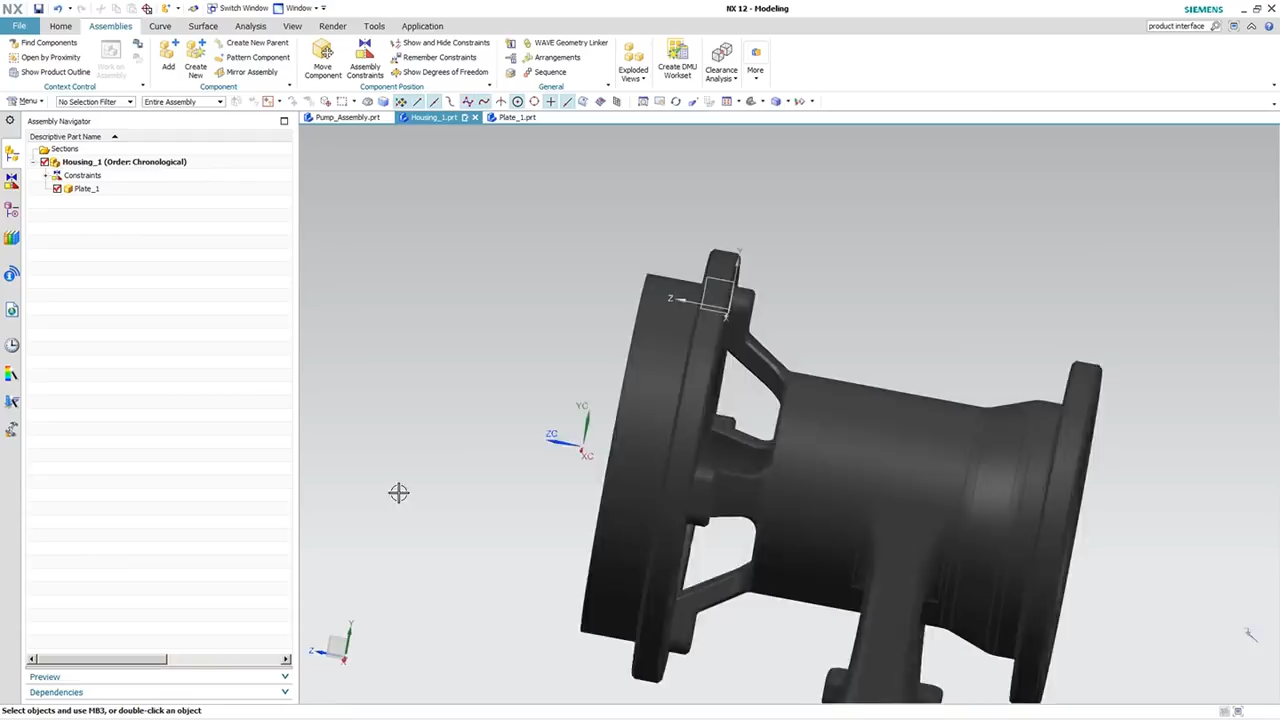 NX
Switch Window
Window
NX 12 - Modeling
SIEMENS
File
Home
Assemblies
Curve
Surface
Analysis
View
Render
Tools
Application
product interface
Find Components
Open by Proximity
Show Product Outline
Work on Assembly
Context Control
Add
Create New
Create New Parent
Pattern Component
Mirror Assembly
Component
Move Component
Assembly Constraints
Show and Hide Constraints
Remember Constraints
Show Degrees of Freedom
Component Position
WAVE Geometry Linker
Arrangements
Sequence
General
Exploded Views
Create DMU Workset
Clearance Analysis
More
Menu
No Selection Filter
Entire Assembly
Assembly Navigator
Pump_Assembly.prt
Housing_1.prt
Plate_1.prt
Descriptive Part Name
Sections
Housing_1 (Order: Chronological)
Constraints
Plate_1
Y
Z
X
YC
ZC
XC
Y
Z
X
Preview
Dependencies
Select objects and use MB3, or double-click an object